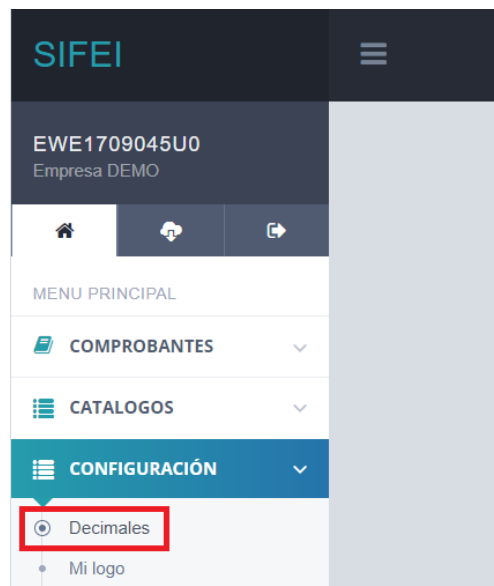 SIFEI
EWE1709045U0
Empresa DEMO
MENU PRINCIPAL
COMPROBANTES
CATALOGOS
CONFIGURACIÓN
Decimales
Mi logo